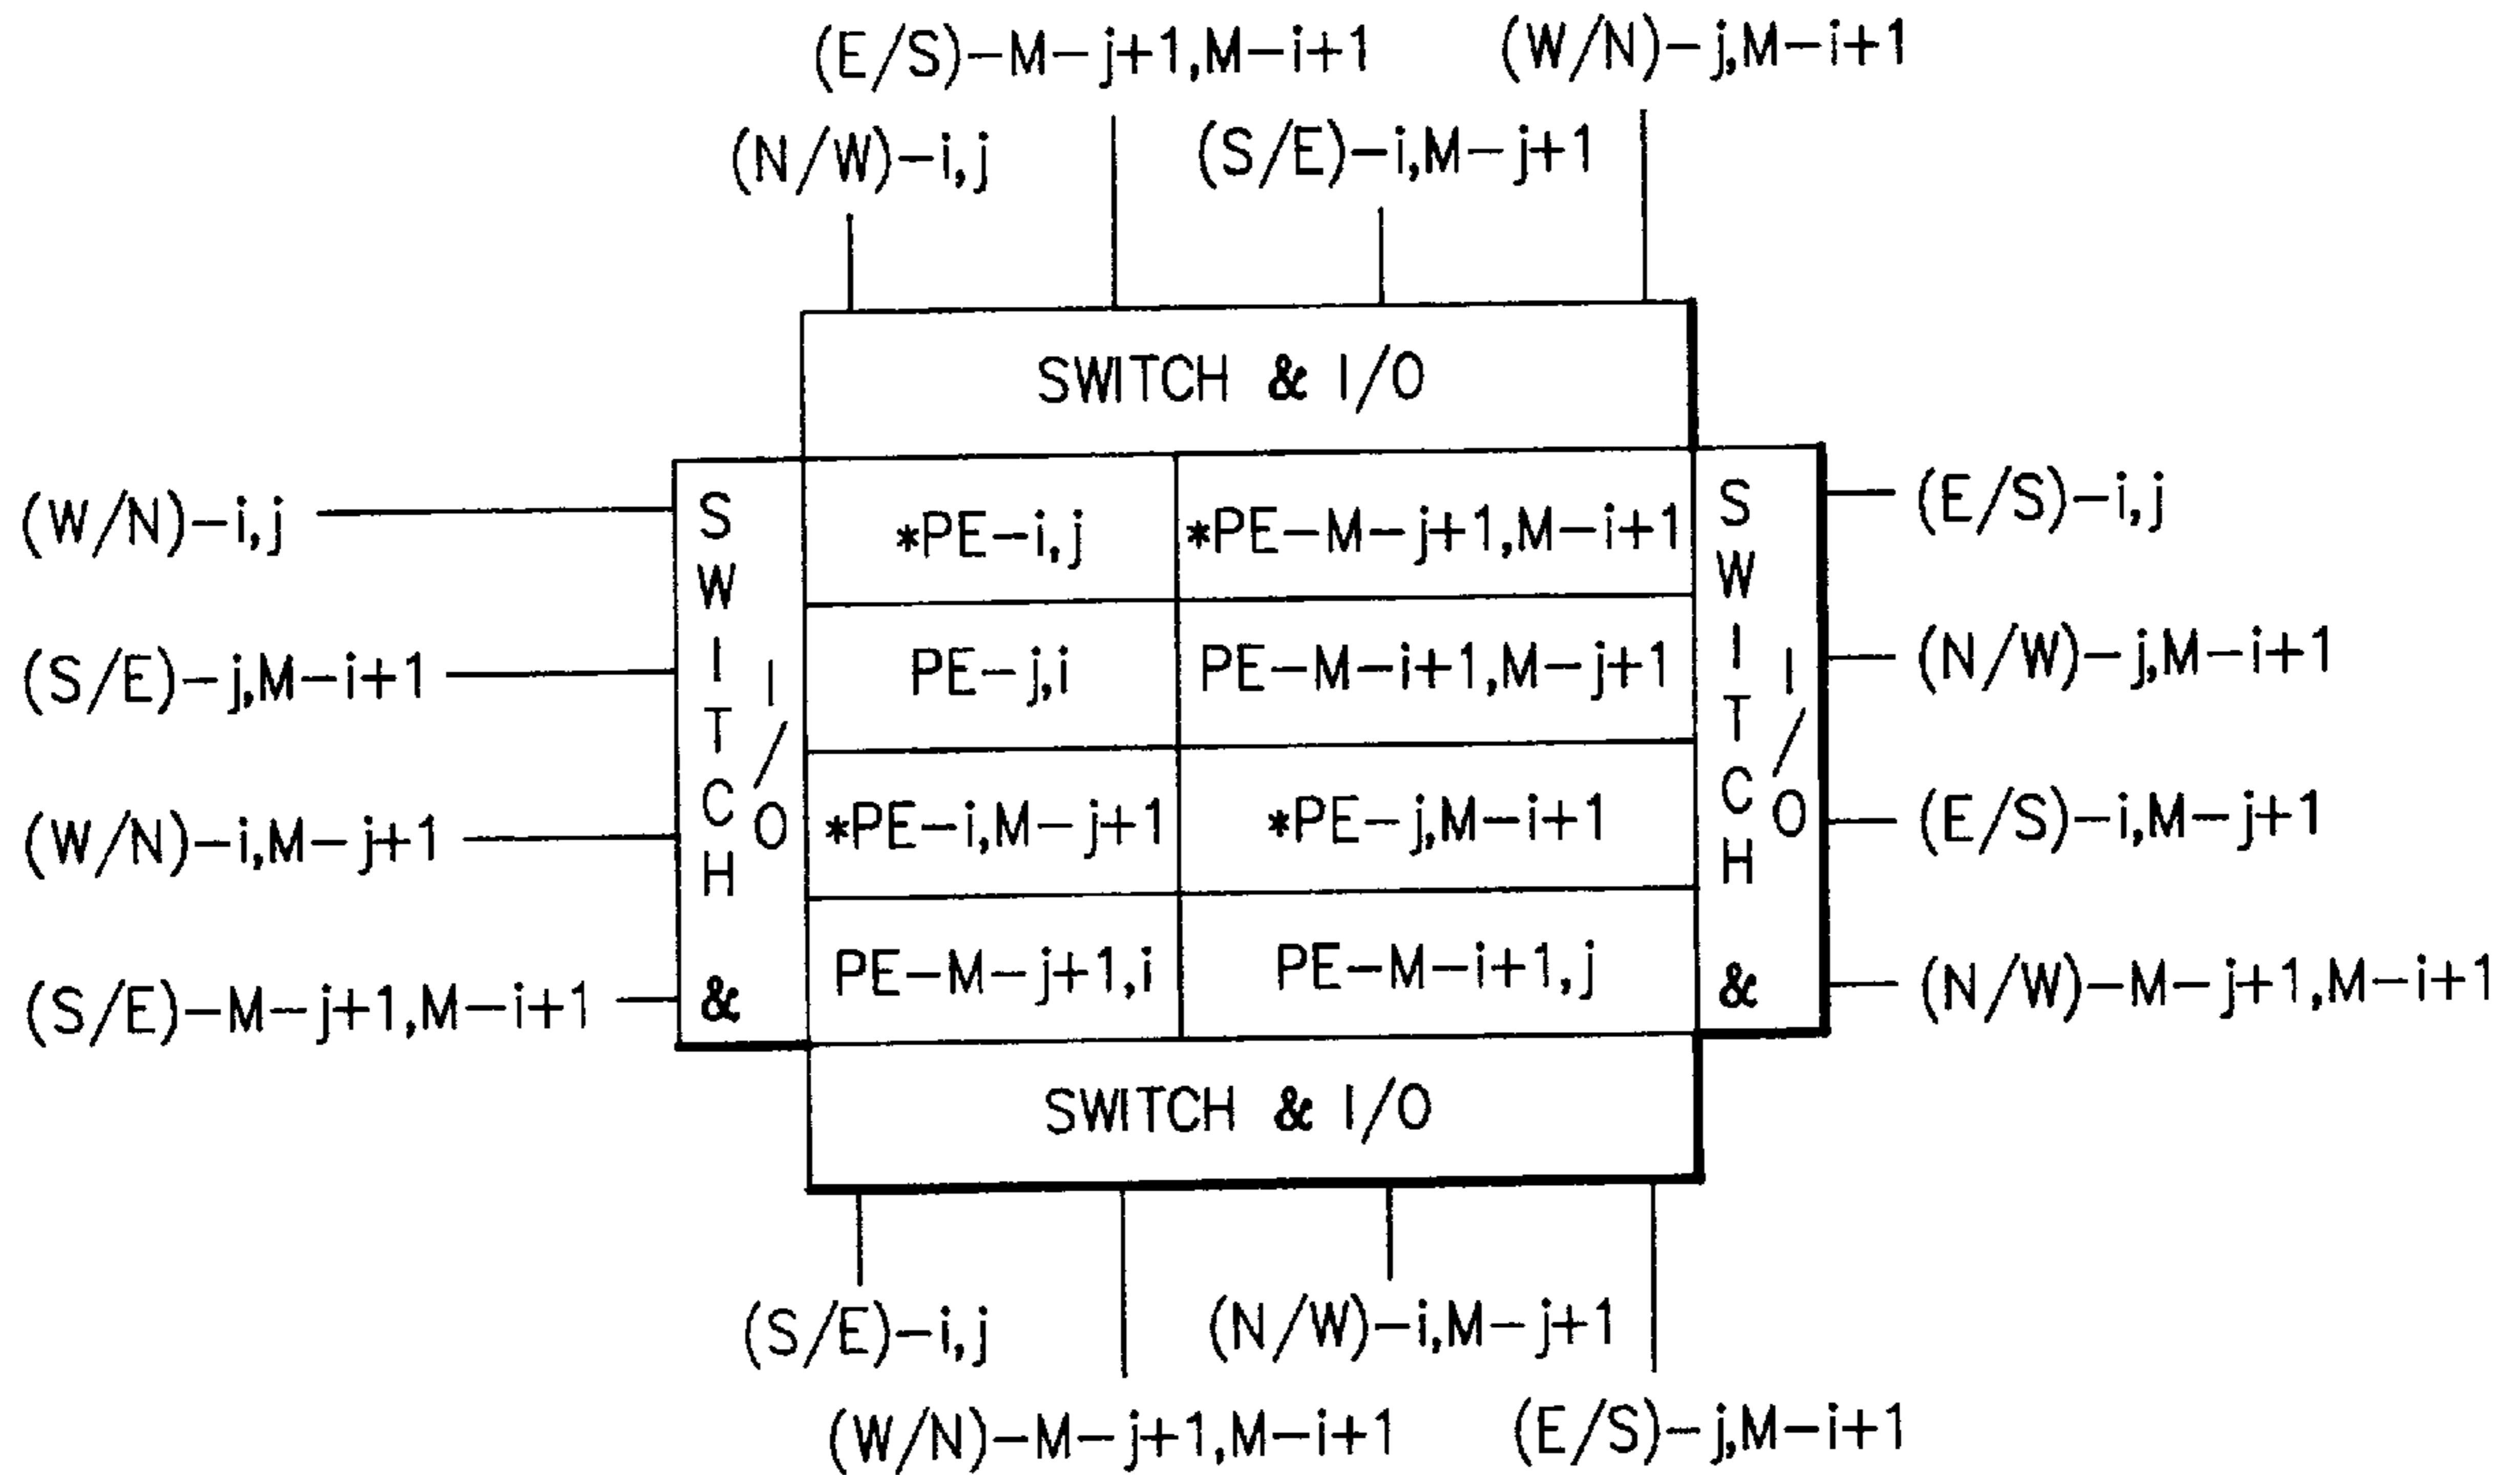 (E/S)-M-j+1,M-i+1 (W/N)-j,M-i+1
(N/W)-i,j (S/E)-i,M-j+1
SWITCH & I/O
(W/N)-i,j
(S/E)-j,M-i+1
(W/N)-i,M-j+1
(S/E)-M-j+1,M-i+1
SWITCH &
I/O
*PE-i,j *PE-M-j+1,M-i+1
PE-j,i PE-M-i+1,M-j+1
*PE-i,M-j+1 *PE-j,M-i+1
PE-M-j+1,i PE-M-i+1,j
SWITCH &
I/O
(E/S)-i,j
(N/W)-j,M-i+1
(E/S)-i,M-j+1
(N/W)-M-j+1,M-i+1
SWITCH & I/O
(S/E)-i,j (N/W)-i,M-j+1
(W/N)-M-j+1,M-i+1 (E/S)-j,M-i+1